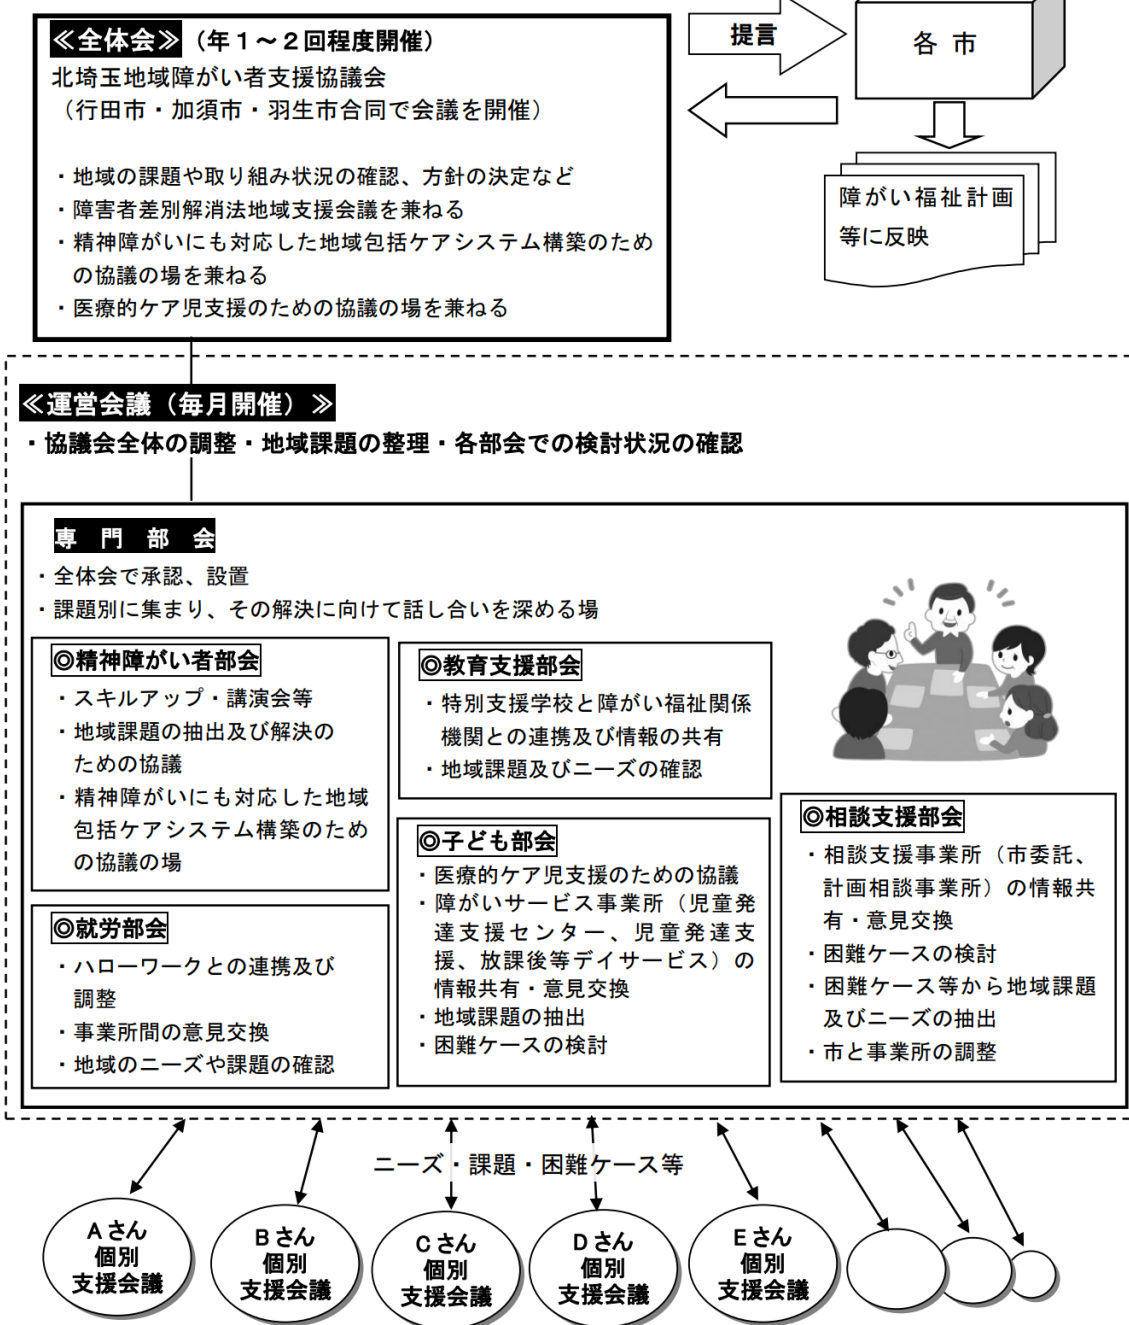 ≪全体会≫（年１～２回程度開催）
北埼玉地域障がい者支援協議会
（行田市・加須市・羽生市合同で会議を開催）
・地域の課題や取り組み状況の確認、方針の決定など
・障害者差別解消法地域支援会議を兼ねる
・精神障がいにも対応した地域包括ケアシステム構築のため
の協議の場を兼ねる
・医療的ケア児支援のための協議の場を兼ねる
提言
各 市
障がい福祉計画
等に反映
≪運営会議（毎月開催）≫
・協議会全体の調整・地域課題の整理・各部会での検討状況の確認
専 門 部 会
・全体会で承認、設置
・課題別に集まり、その解決に向けて話し合いを深める場
◎精神障がい者部会
・スキルアップ・講演会等
・地域課題の抽出及び解決の
ための協議
・精神障がいにも対応した地域
包括ケアシステム構築のため
の協議の場
◎就労部会
・ハローワークとの連携及び
調整
・事業所間の意見交換
・地域のニーズや課題の確認
◎教育支援部会
・特別支援学校と障がい福祉関係
機関との連携及び情報の共有
・地域課題及びニーズの確認
◎子ども部会
・医療的ケア児支援のための協議
・障がいサービス事業所（児童発
達支援センター、児童発達支
援、放課後等デイサービス）の
情報共有・意見交換
・地域課題の抽出
・困難ケースの検討
◎相談支援部会
・相談支援事業所（市委託、
計画相談事業所）の情報共
有・意見交換
・困難ケースの検討
・困難ケース等から地域課題
及びニーズの抽出
・市と事業所の調整
ニーズ・課題・困難ケース等
Ａさん
個別
支援会議
Ｂさん
個別
支援会議
Ｃさん
個別
支援会議
Ｄさん
個別
支援会議
Ｅさん
個別
支援会議